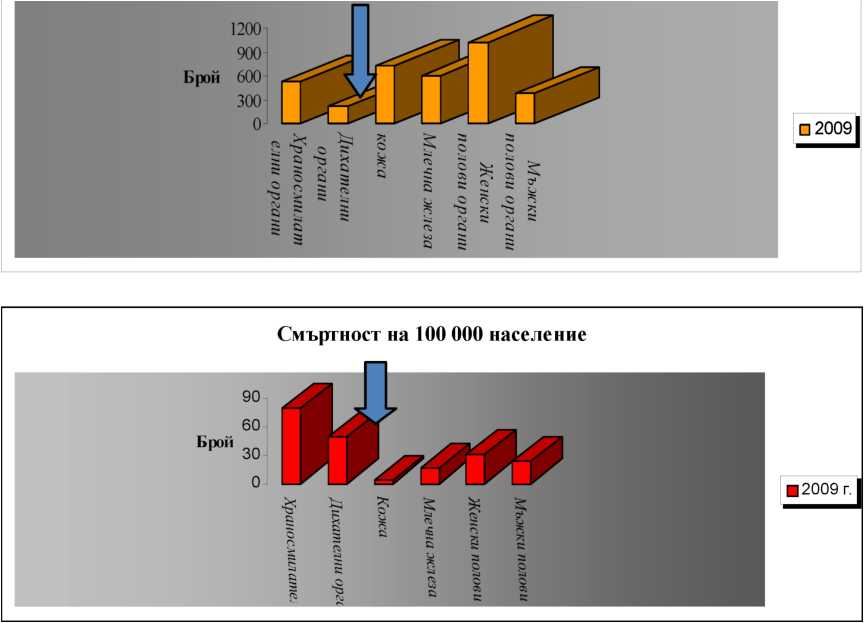 1200
900
600
300
0
Брой
Храносмилат
елни органи
Дихателни
органи
кожа
Млечна жлеза
Женски
полови органи
Мъжки
полови органи
2009
Смъртност на 100 000 население
90
60
30
0
Брой
Храносмилате
Дихателни орга
Кожа
Млечна жлеза
Женски полови
Мъжки полови
2009 г.